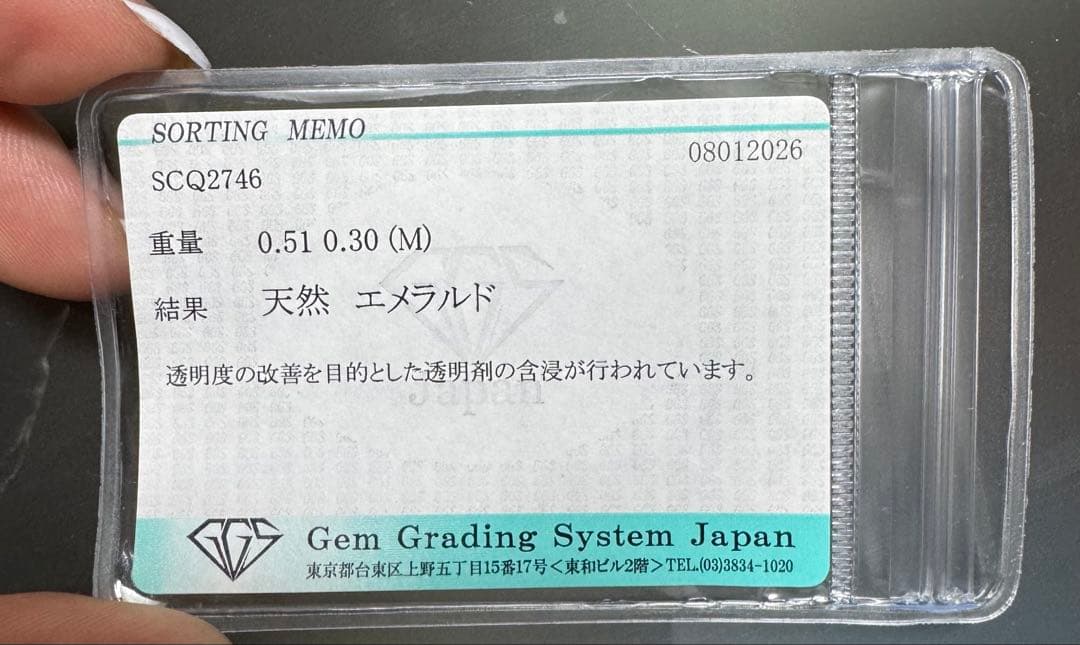 SORTING MEMO
08012026
SCQ2746
重量 0.51 0.30 (M)
結果 天然 エメラルド
透明度の改善を目的とした透明剤の含浸が行われています。
Japan
GGS Gem Grading System Japan
東京都台東区上野五丁目15番17号<東和ビル2階>TEL.(03)3834-1020